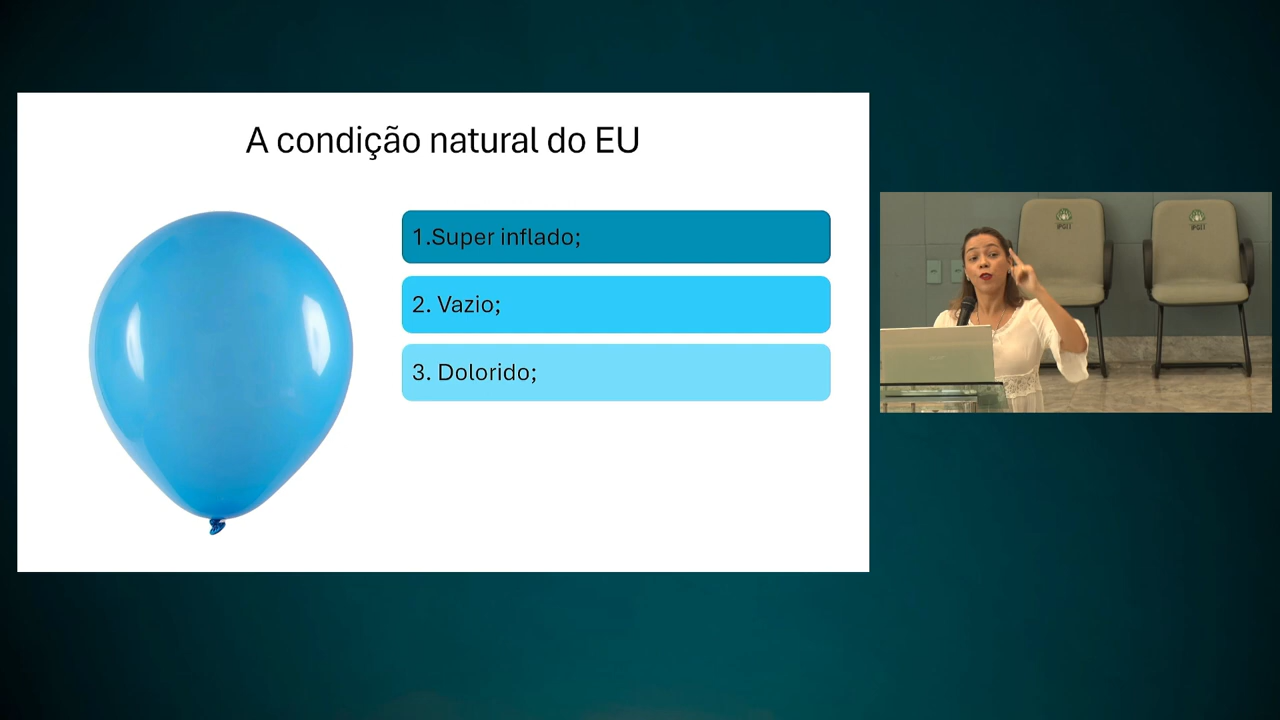 A condição natural do EU
1.Super inflado;
2. Vazio;
3. Dolorido;